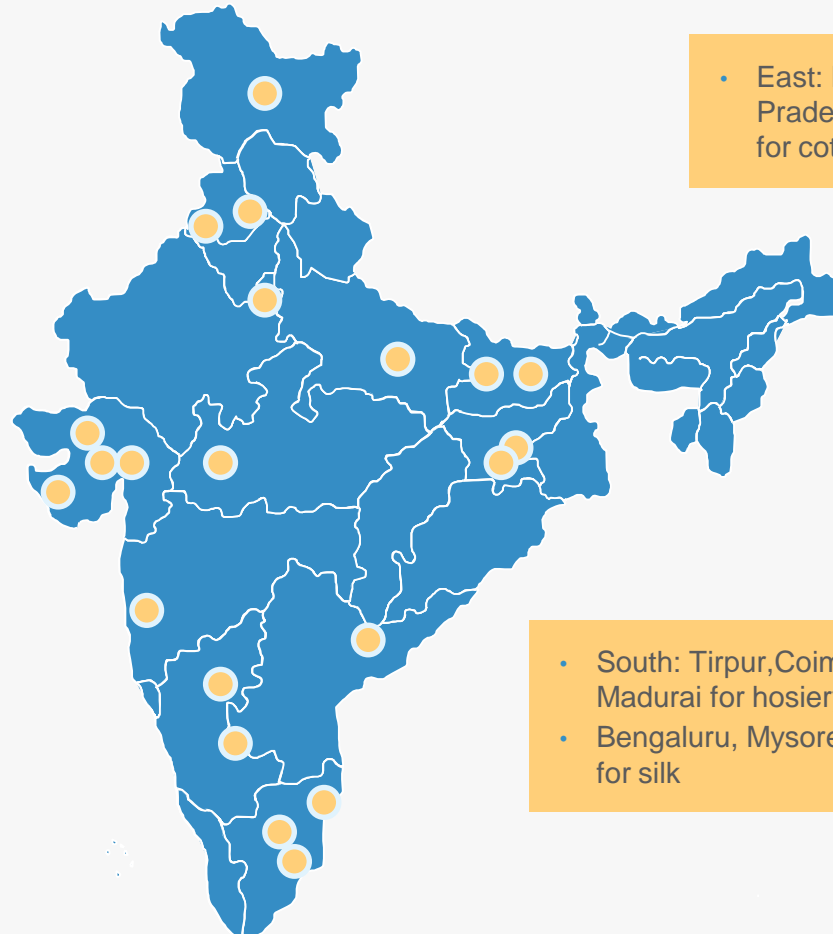 • East:
Prade
for cot
• South: Tirpur,Coim
Madurai for hosier
• Bengaluru, Mysore
for silk